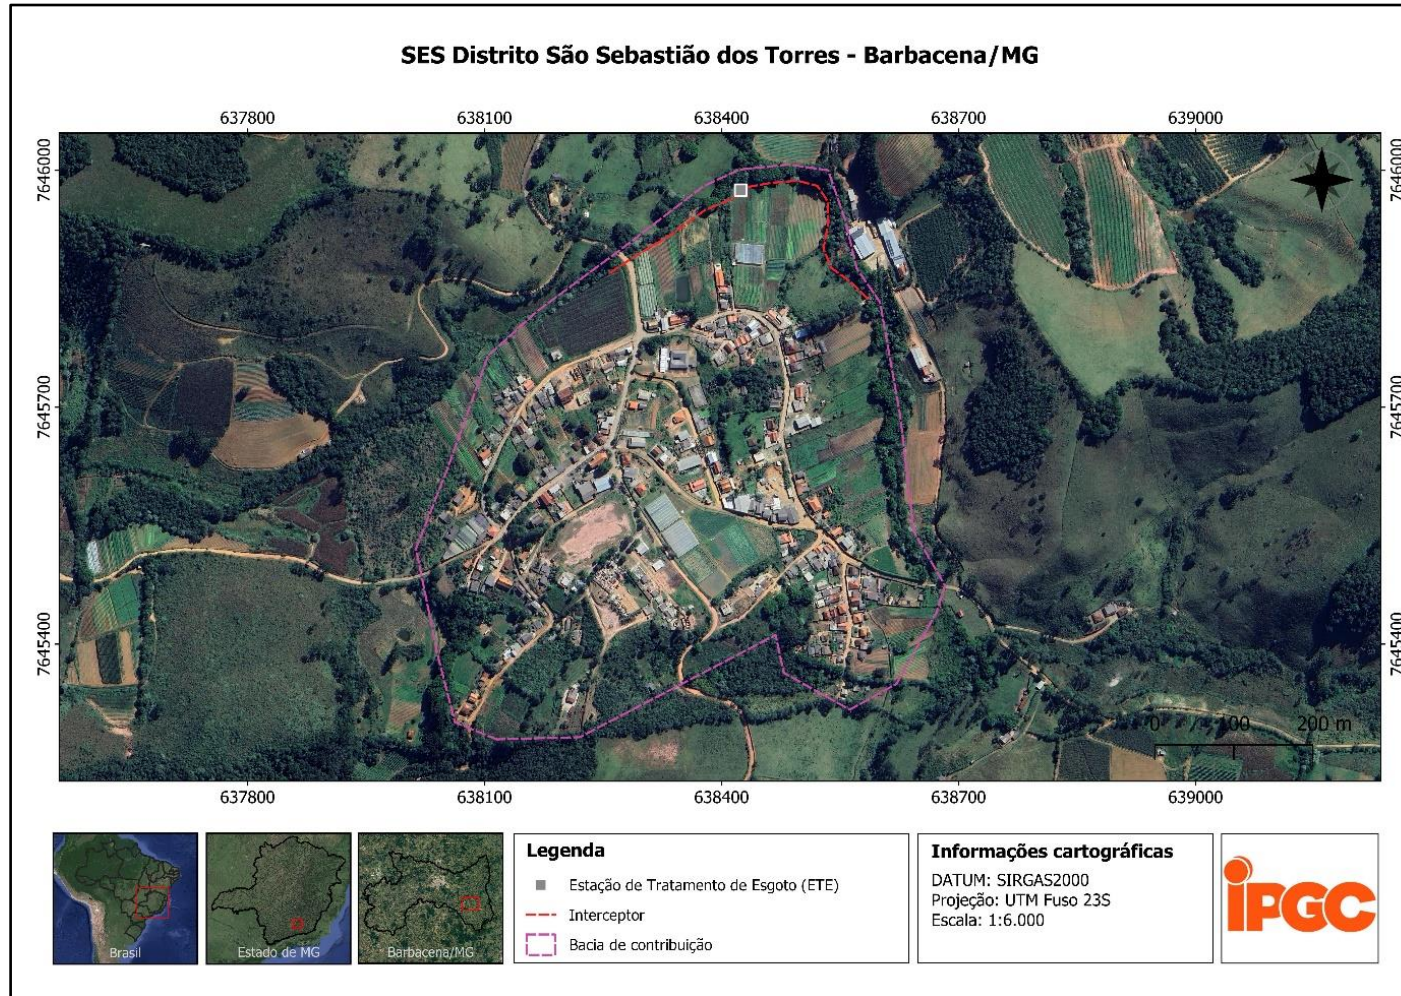 SES Distrito São Sebastião dos Torres - Barbacena/MG
637800 638100 638400 638700 639000
7646000 7646000
7645700 7645700
7645400 7645400
0 100 200 m
637800 638100 638400 638700 639000
Brasil
Estado de MG
Barbacena/MG
Legenda
Estação de Tratamento de Esgoto (ETE)
Interceptor
Bacia de contribuição
Informações cartográficas
DATUM: SIRGAS2000
Projeção: UTM Fuso 23S
Escala: 1:6.000
iPGC